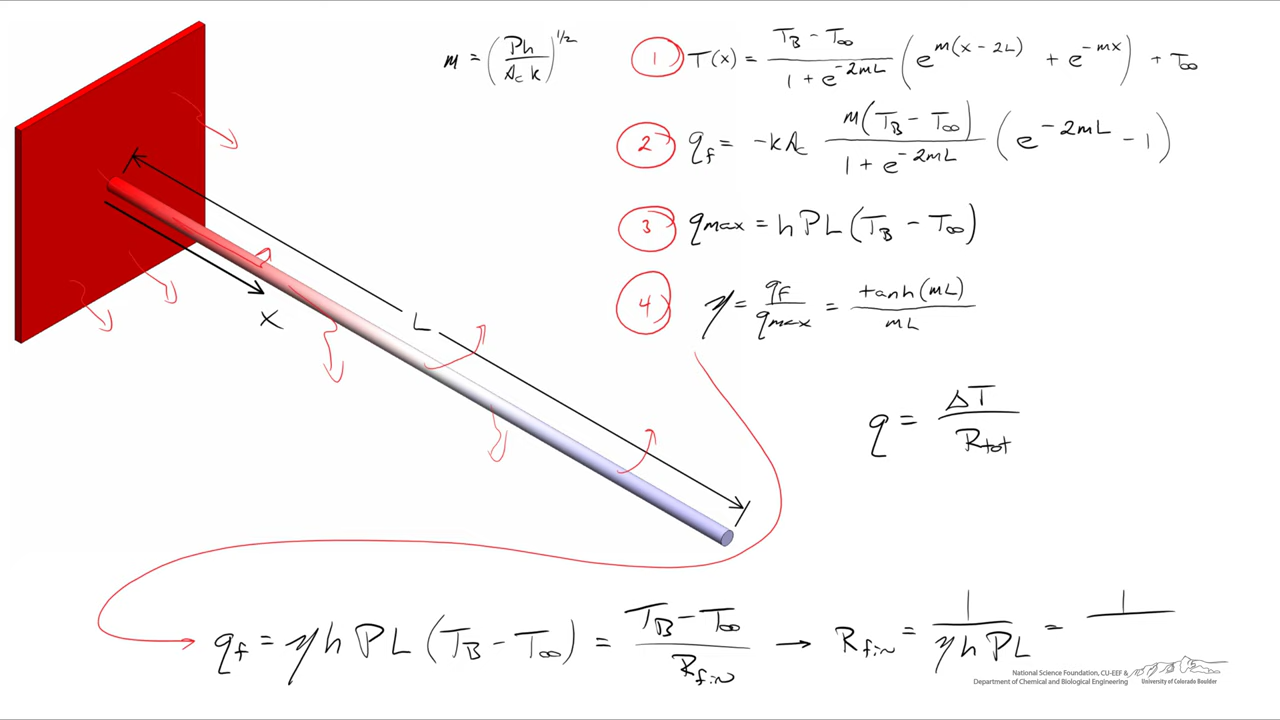 m = (Ph / A_c k)^1/2
1 T(x) = (T_B - T_∞) / (1 + e^-2mL) (e^m(x - 2L) + e^-mx) + T_∞
2 q_f = -kA_c m(T_B - T_∞) / (1 + e^-2mL) (e^-2mL - 1)
3 q_max = hPL(T_B - T_∞)
4 η = q_f / q_max = tanh(mL) / mL
x
L
q = ΔT / R_tot
q_f = ηhPL(T_B - T_∞) = (T_B - T_∞) / R_fin → R_fin = 1 / ηhPL = 1 /
National Science Foundation, CU-EEF &
Department of Chemical and Biological Engineering
University of Colorado Boulder